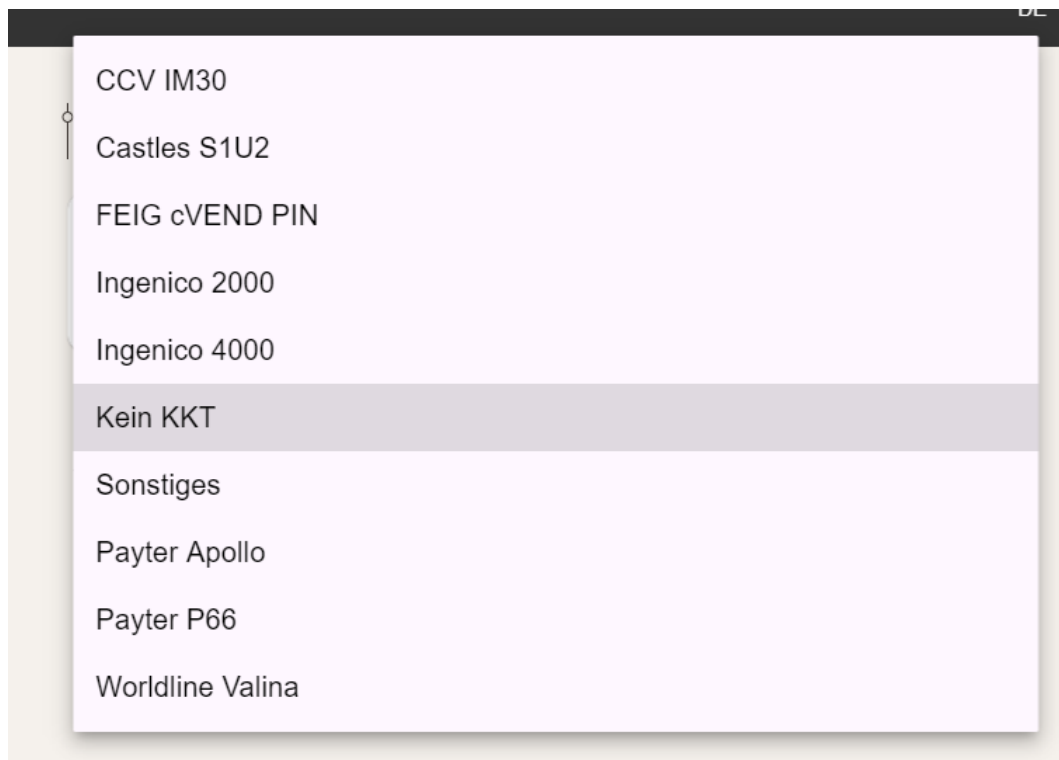 DE
CCV IM30
Castles S1U2
FEIG cVEND PIN
Ingenico 2000
Ingenico 4000
Kein KKT
Sonstiges
Payter Apollo
Payter P66
Worldline Valina